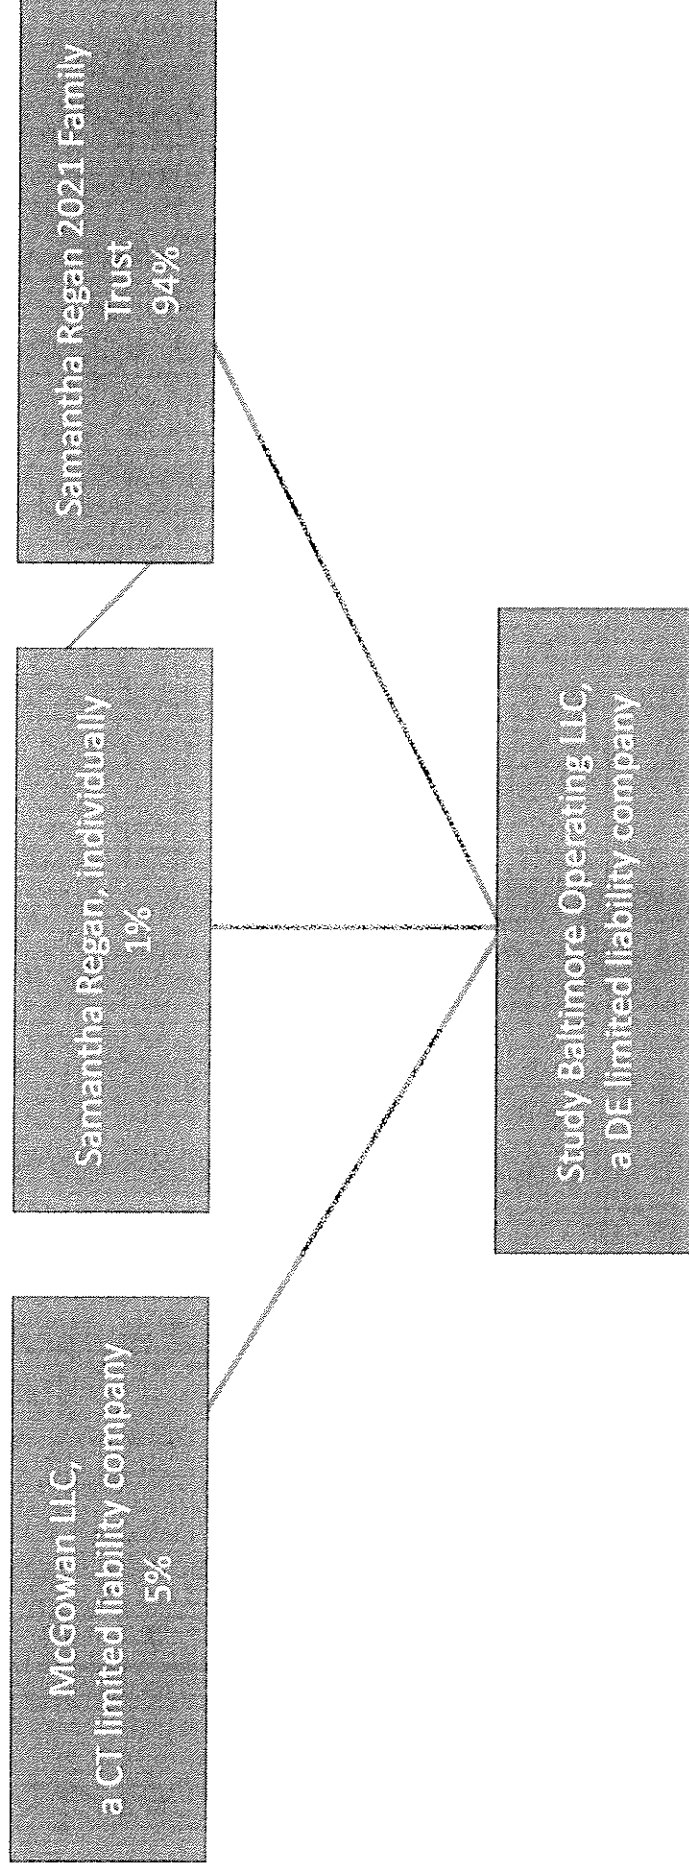 McGowan LLC,
a CT limited liability company
5%
Samantha Regan, individually
1%
Samantha Regan 2021 Family
Trust
94%
Study Baltimore Operating LLC,
a DE limited liability company